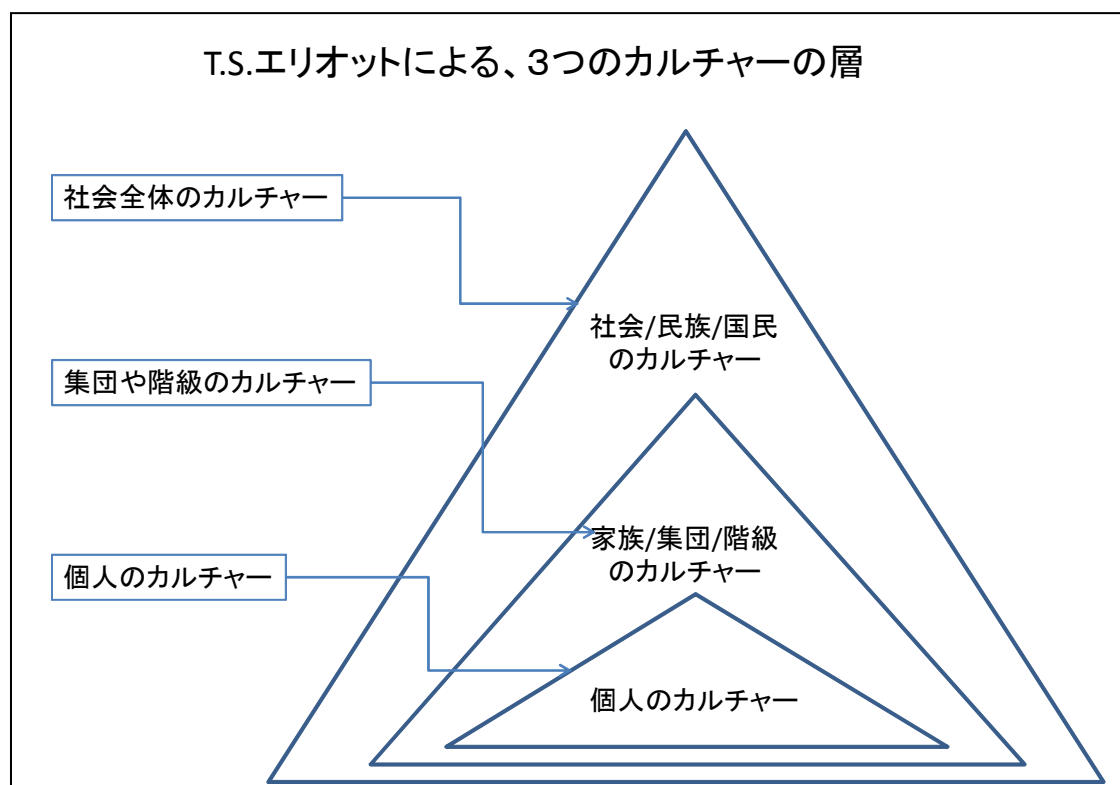 T.S.エリオットによる、３つのカルチャーの層
社会全体のカルチャー
社会/民族/国民
のカルチャー
集団や階級のカルチャー
家族/集団/階級
のカルチャー
個人のカルチャー
個人のカルチャー